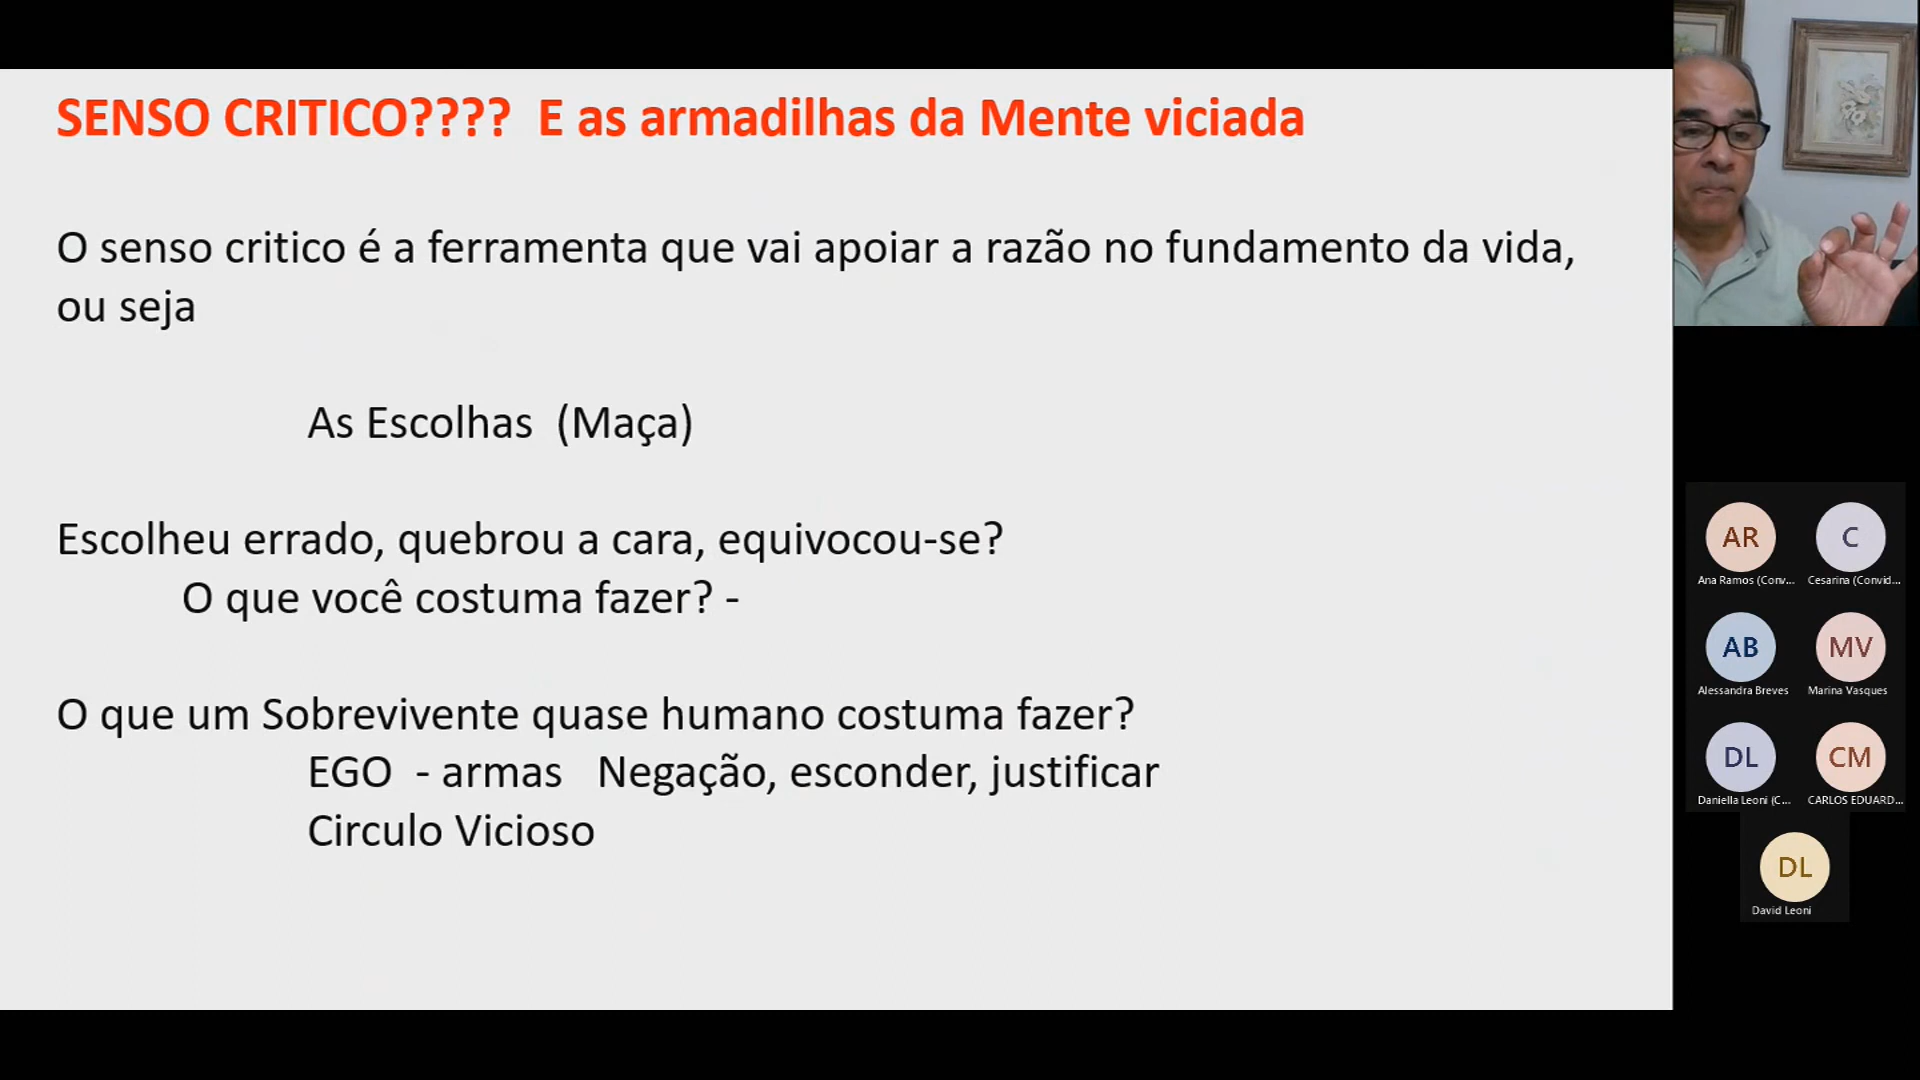 SENSO CRITICO???? E as armadilhas da Mente viciada
O senso critico é a ferramenta que vai apoiar a razão no fundamento da vida,
ou seja
As Escolhas (Maça)
Escolheu errado, quebrou a cara, equivocou-se?
O que você costuma fazer? -
O que um Sobrevivente quase humano costuma fazer?
EGO - armas Negação, esconder, justificar
Circulo Vicioso
AR
Ana Ramos (Conv...
C
Cesarina (Convid...
AB
Alessandra Breves
MV
Marina Vasques
DL
Daniella Leoni (C...
CM
CARLOS EDUARD...
DL
David Leoni